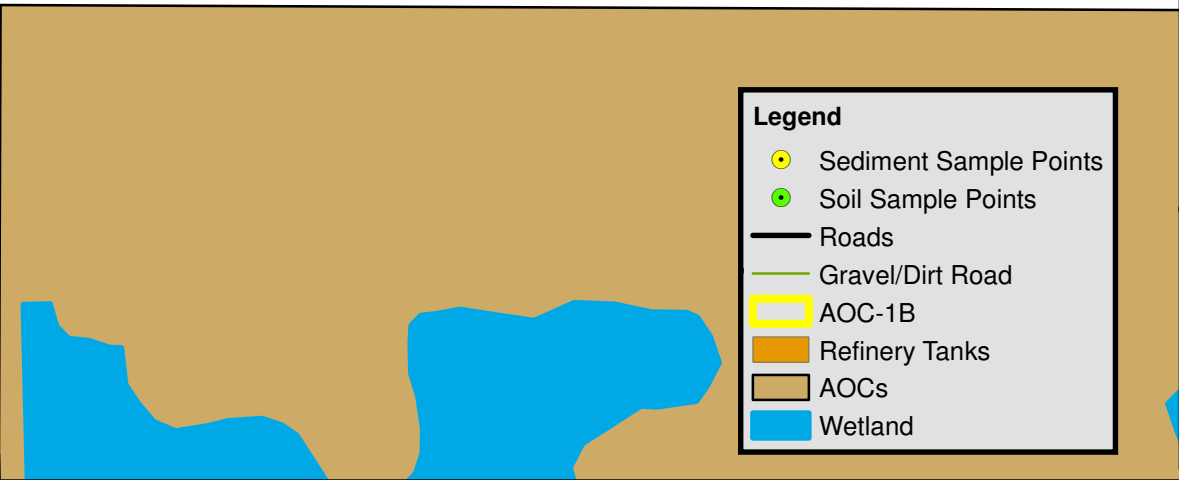 Legend
Sediment Sample Points
Soil Sample Points
Roads
Gravel/Dirt Road
AOC-1B
Refinery Tanks
AOCs
Wetland